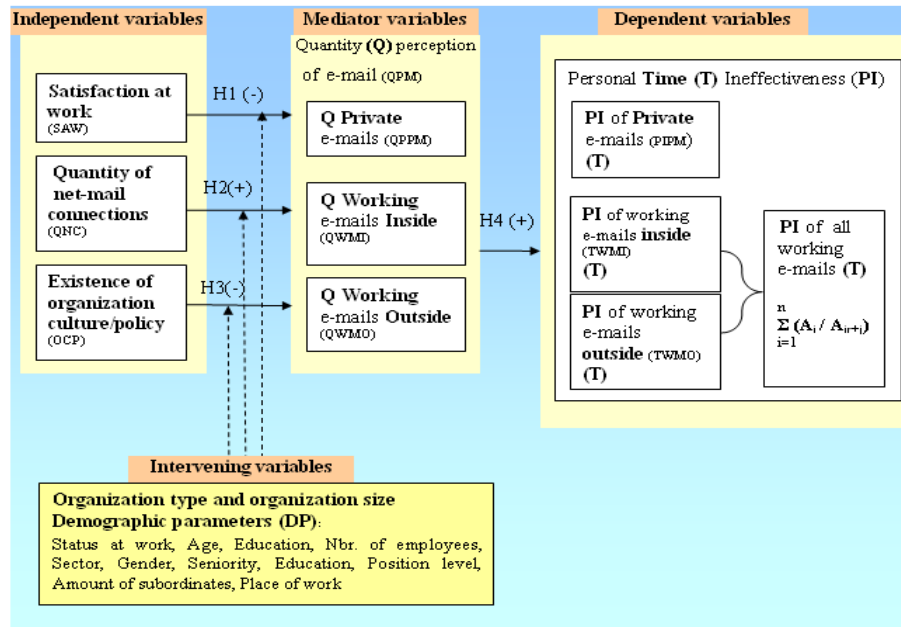 Independent variables
Satisfaction at
work
(SAW)
Quantity of
net-mail
connections
(QNC)
Existence of
organization
culture/policy
(OCP)
H1 (-)
H2(+)
H3(-)
Mediator variables
Quantity (Q) perception
of e-mail (QPM)
Q Private
e-mails (QPPM)
Q Working
e-mails Inside
(QWMI)
Q Working
e-mails Outside
(QWMO)
H4 (+)
Dependent variables
Personal Time (T) Ineffectiveness (PI)
PI of Private
e-mails (PIPM)
(T)
PI of working
e-mails inside
(TWMI)
(T)
PI of working
e-mails
outside (TWMO)
(T)
PI of all
working
e-mails (T)
n
Σ (Ai / Air+i)
i=1
Intervening variables
Organization type and organization size
Demographic parameters (DP):
Status at work, Age, Education, Nbr. of employees,
Sector, Gender, Seniority, Education, Position level,
Amount of subordinates, Place of work